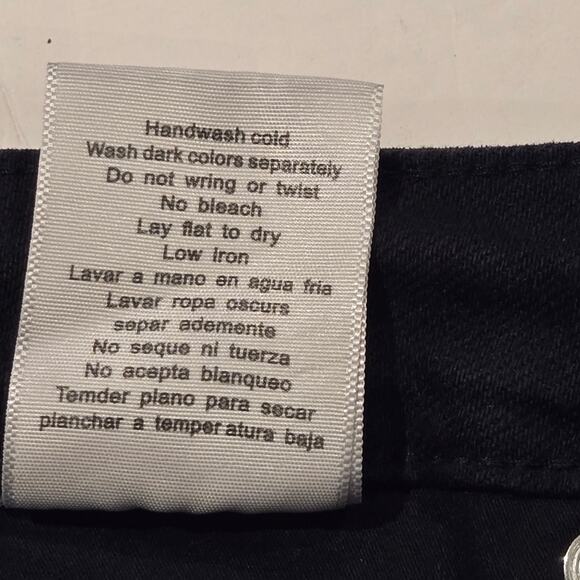 Handwash cold
Wash dark colors separately
Do not wring or twist
No bleach
Lay flat to dry
Low iron
Lavar a mano en agua fria
Lavar ropa oscurs
separ ademente
No seque ni tuerza
No acepta blanqueo
Temder plano para secar
planchar a temper atura baja